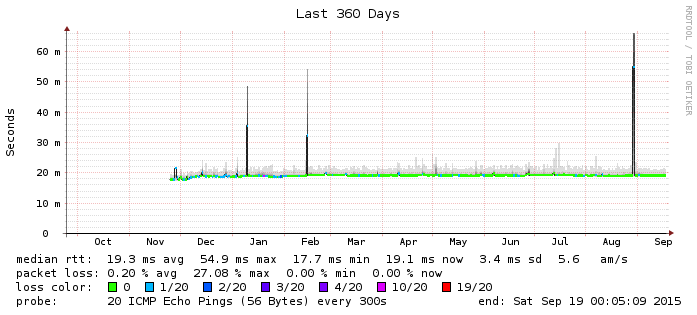 Last 360 Days
RRDTOOL / TOBI OETIKER
Seconds
60 m
50 m
40 m
30 m
20 m
10 m
0
Oct Nov Dec Jan Feb Mar Apr May Jun Jul Aug Sep
median rtt: 19.3 ms avg 54.9 ms max 17.7 ms min 19.1 ms now 3.4 ms sd 5.6 am/s
packet loss: 0.20 % avg 27.08 % max 0.00 % min 0.00 % now
loss color: 0 1/20 2/20 3/20 4/20 10/20 19/20
probe: 20 ICMP Echo Pings (56 Bytes) every 300s end: Sat Sep 19 00:05:09 2015